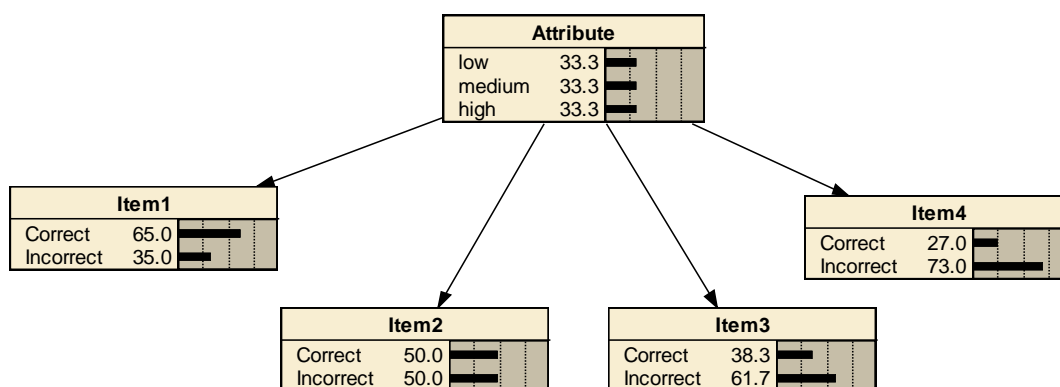 Attribute
low 33.3
medium 33.3
high 33.3
Item1
Correct 65.0
Incorrect 35.0
Item4
Correct 27.0
Incorrect 73.0
Item2
Correct 50.0
Incorrect 50.0
Item3
Correct 38.3
Incorrect 61.7